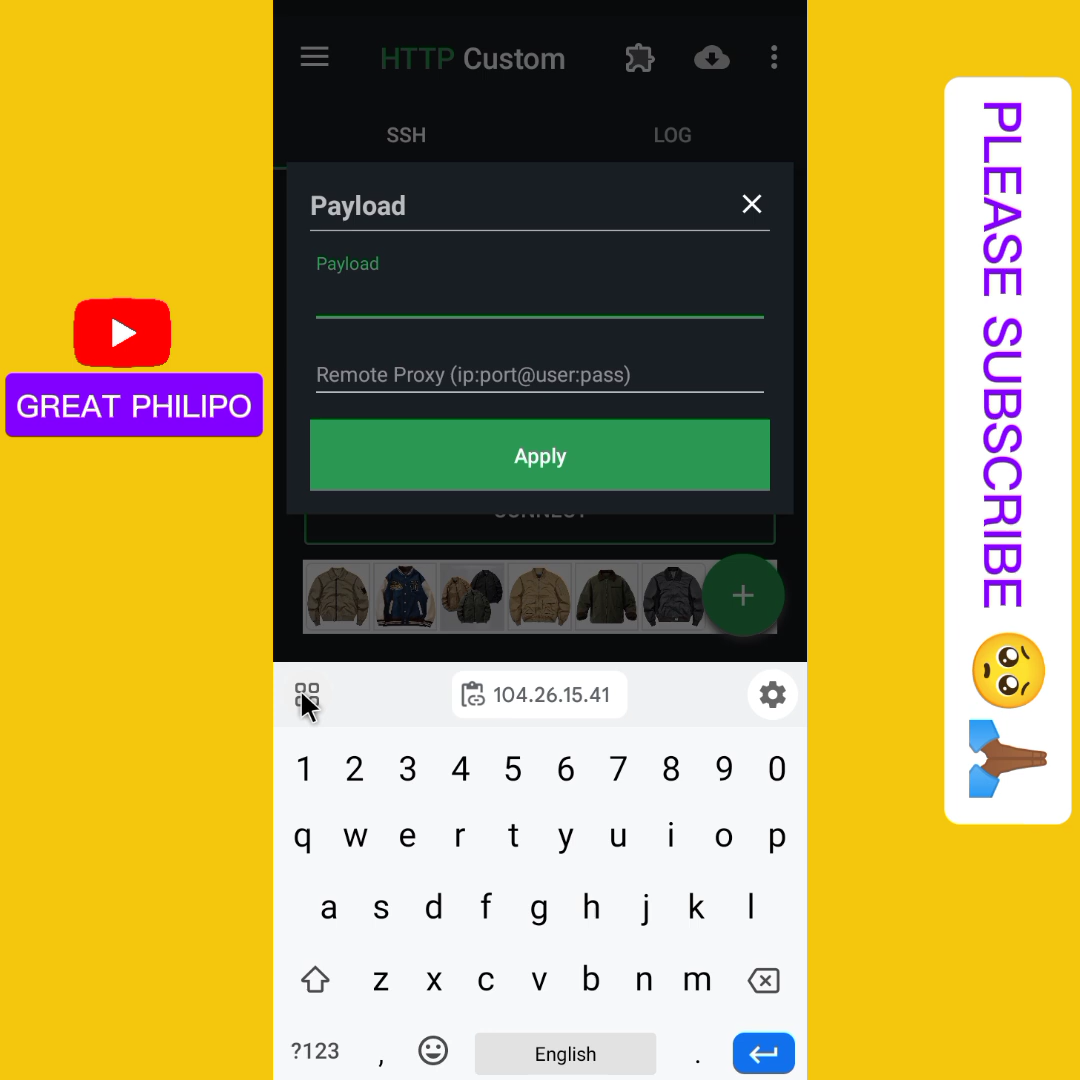 HTTP Custom
SSH
LOG
Payload
Payload
Remote Proxy (ip:port@user:pass)
Apply
CONNECT
GREAT PHILIPO
PLEASE SUBSCRIBE 🥺🙏🏾
104.26.15.41
1 2 3 4 5 6 7 8 9 0
q w e r t y u i o p
a s d f g h j k l
z x c v b n m
?123 , English .